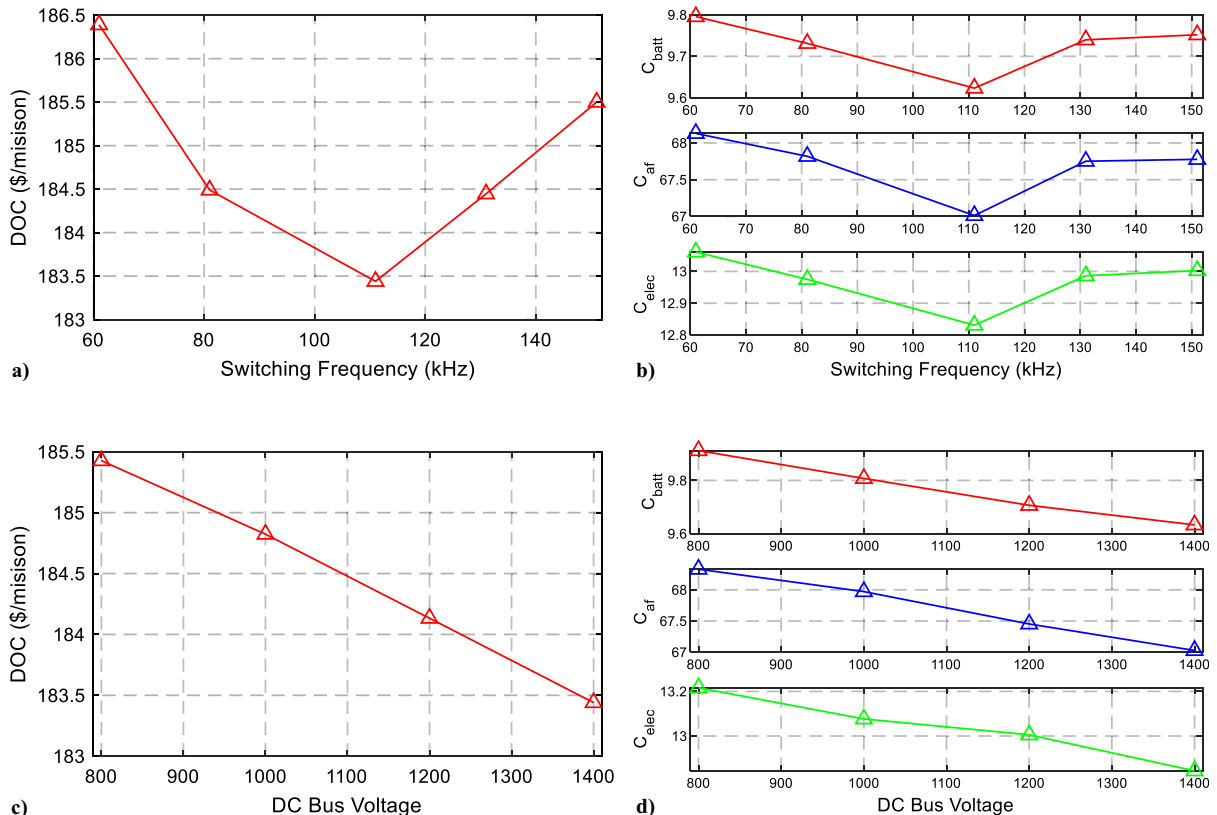 186.5
186
185.5
185
184.5
184
183.5
183
DOC ($/misison)
60 80 100 120 140
Switching Frequency (kHz)
a)
9.8
9.7
9.6
C_batt
60 70 80 90 100 110 120 130 140 150
68
67.5
67
C_af
60 70 80 90 100 110 120 130 140 150
13
12.9
12.8
C_elec
60 70 80 90 100 110 120 130 140 150
Switching Frequency (kHz)
b)
185.5
185
184.5
184
183.5
183
DOC ($/misison)
800 900 1000 1100 1200 1300 1400
DC Bus Voltage
c)
9.8
9.6
C_batt
800 900 1000 1100 1200 1300 1400
68
67.5
67
C_af
800 900 1000 1100 1200 1300 1400
13.2
13
C_elec
800 900 1000 1100 1200 1300 1400
DC Bus Voltage
d)